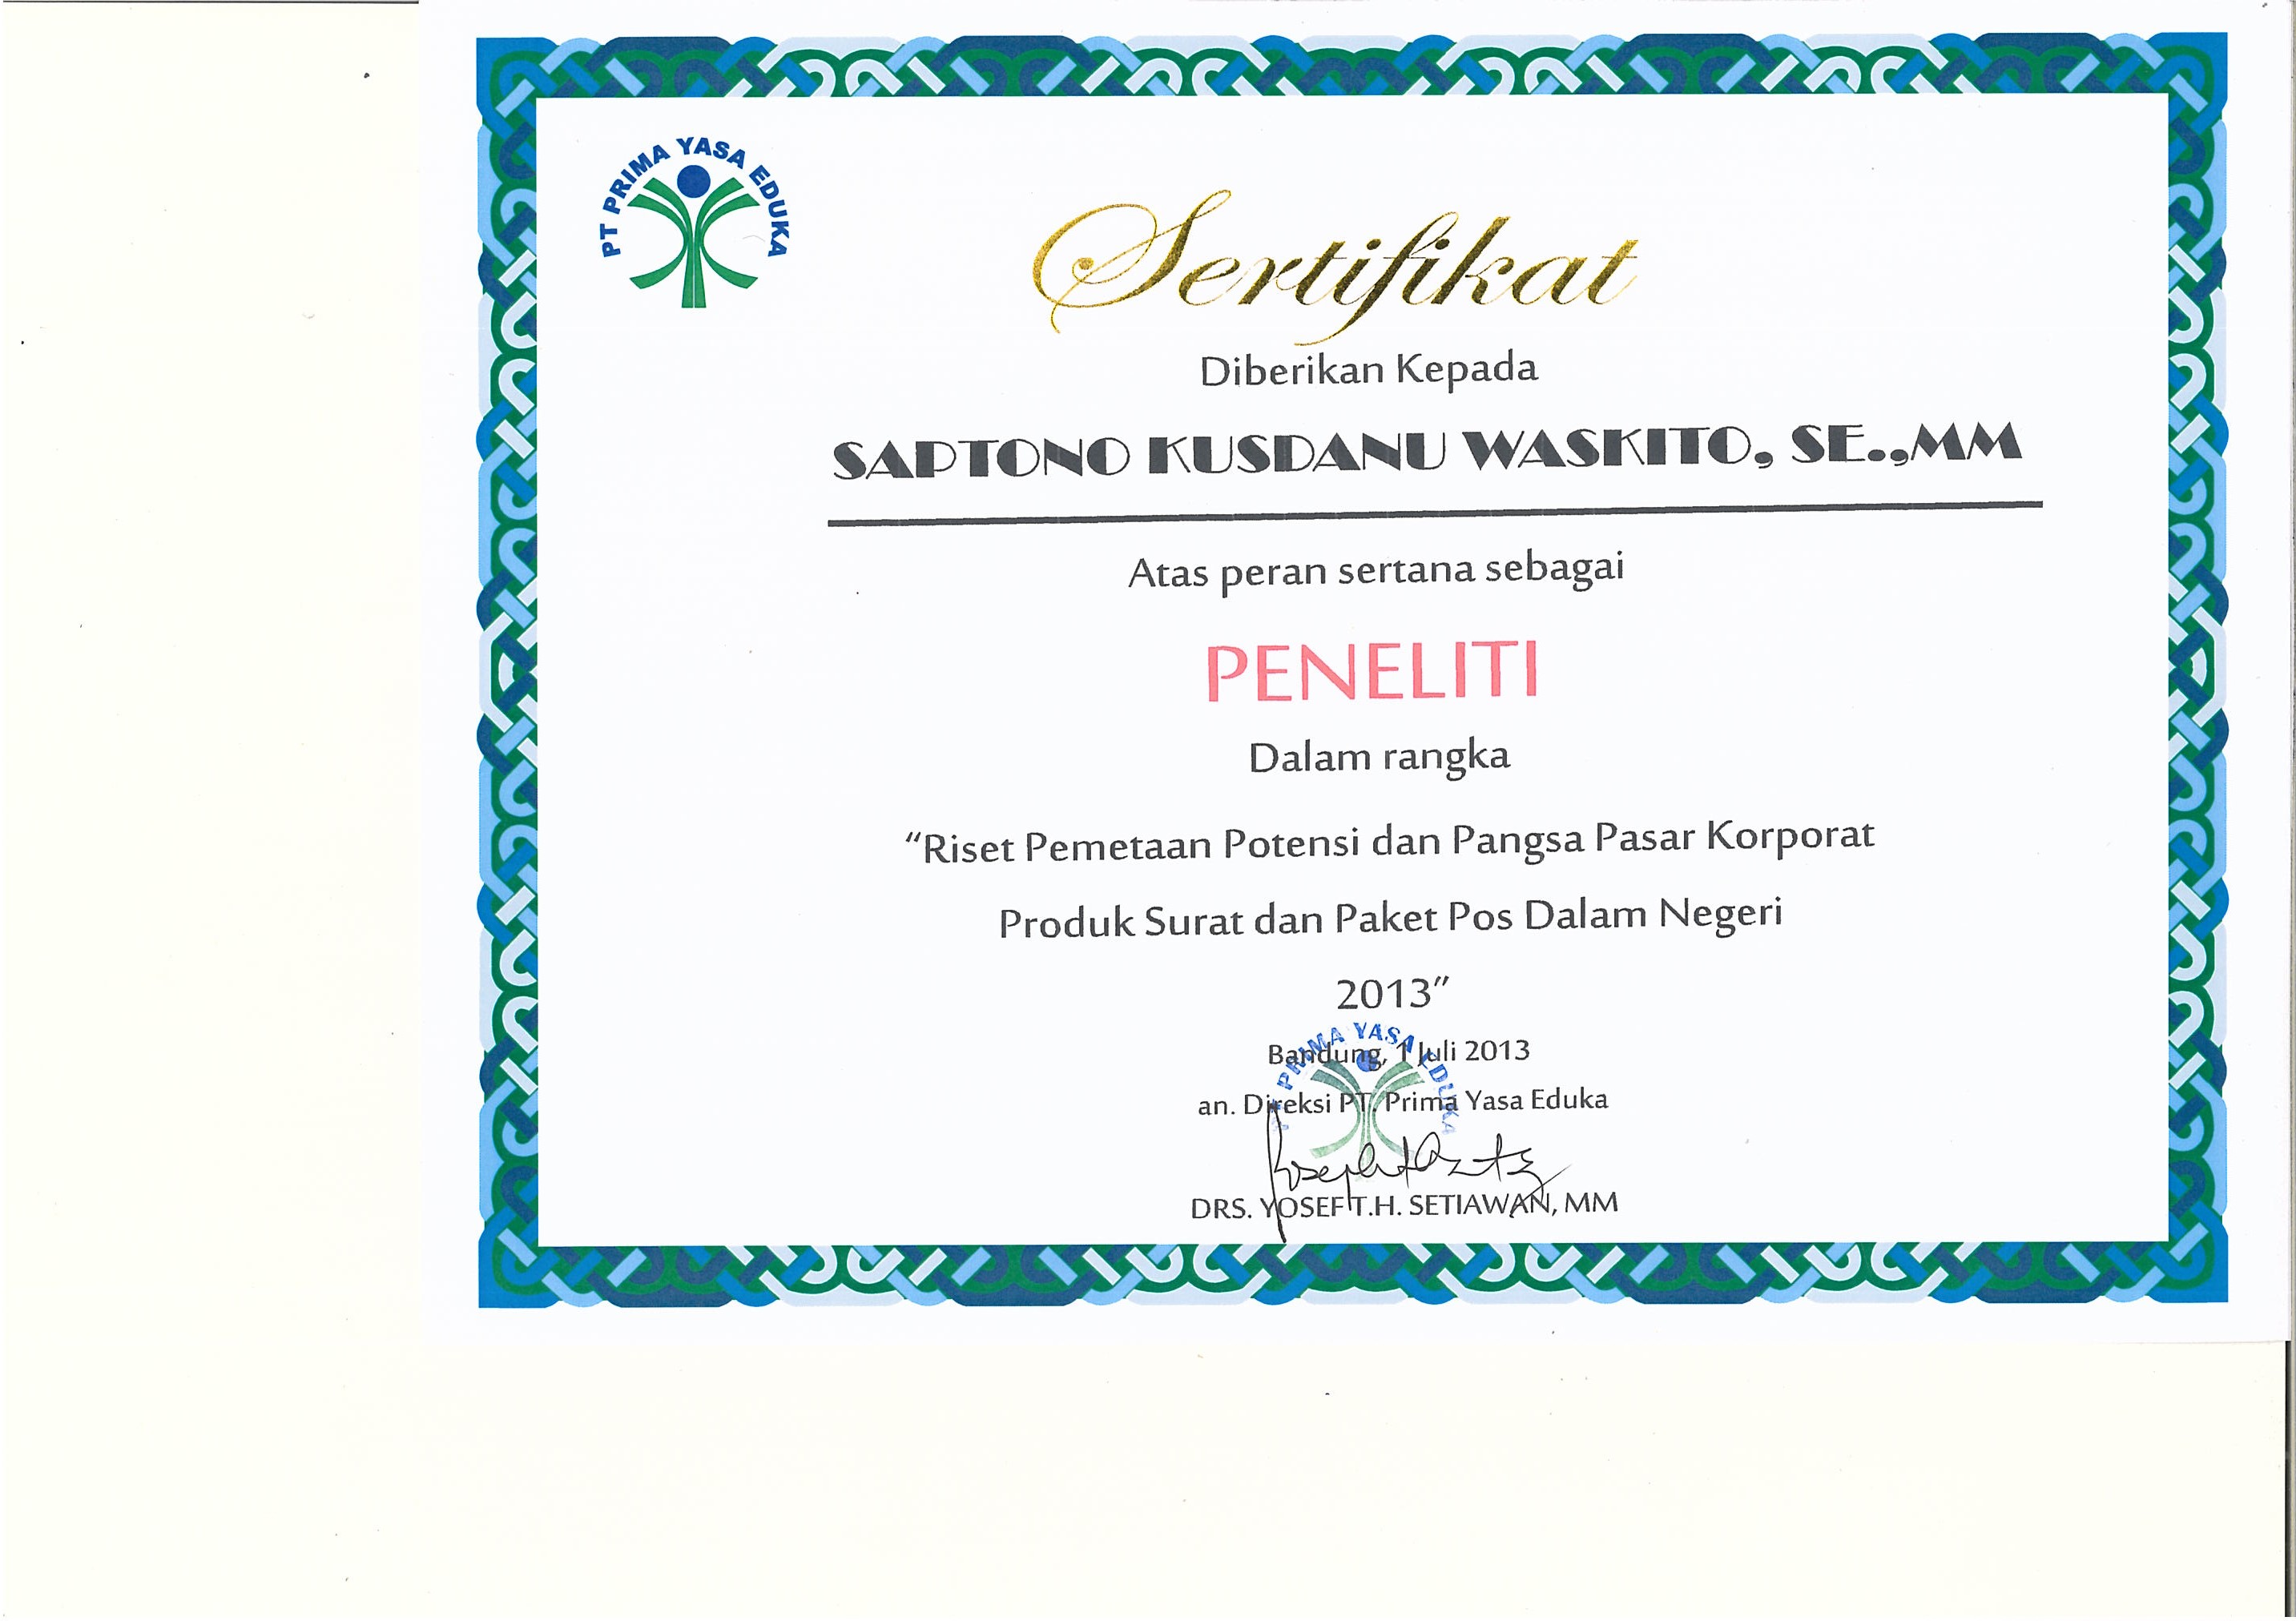 PT PRIMA YASA EDUKA
Sertifikat
Diberikan Kepada
SAPTONO KUSDANU WASKITO, SE.,MM
Atas peran sertana sebagai
PENELITI
Dalam rangka
“Riset Pemetaan Potensi dan Pangsa Pasar Korporat
Produk Surat dan Paket Pos Dalam Negeri
2013”
PRIMA YASA EDUKA
Bandung, 1 Juli 2013
an. Direksi PT. Prima Yasa Eduka
DRS. YOSEF T.H. SETIAWAN, MM